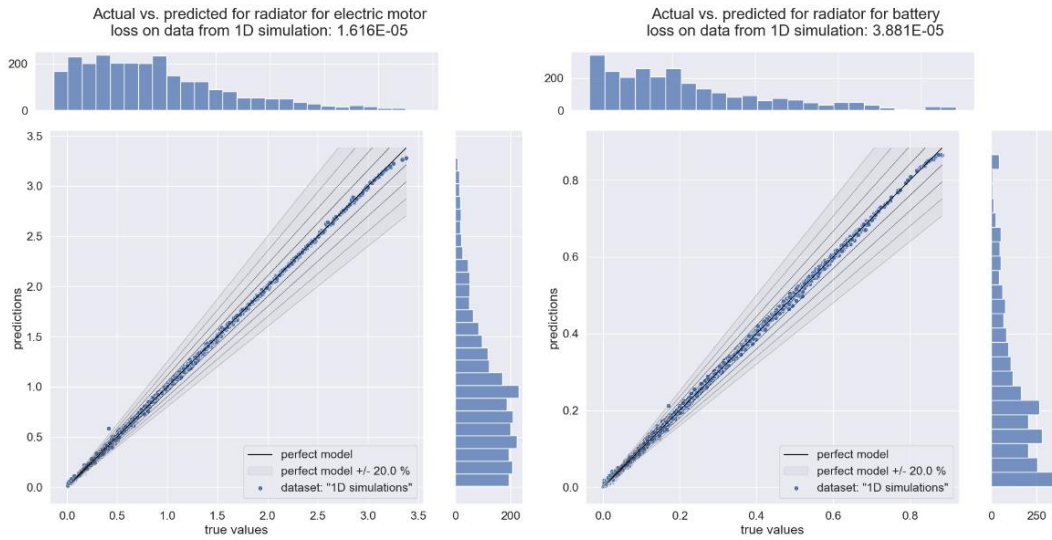 Actual vs. predicted for radiator for electric motor
loss on data from 1D simulation: 1.616E-05
200
0
3.5
3.0
2.5
2.0
1.5
1.0
0.5
0.0
predictions
perfect model
perfect model +/- 20.0 %
dataset: "1D simulations"
0.0 0.5 1.0 1.5 2.0 2.5 3.0 3.5
true values
0 200
Actual vs. predicted for radiator for battery
loss on data from 1D simulation: 3.881E-05
200
0
0.8
0.6
0.4
0.2
0.0
predictions
perfect model
perfect model +/- 20.0 %
dataset: "1D simulations"
0.0 0.2 0.4 0.6 0.8
true values
0 250